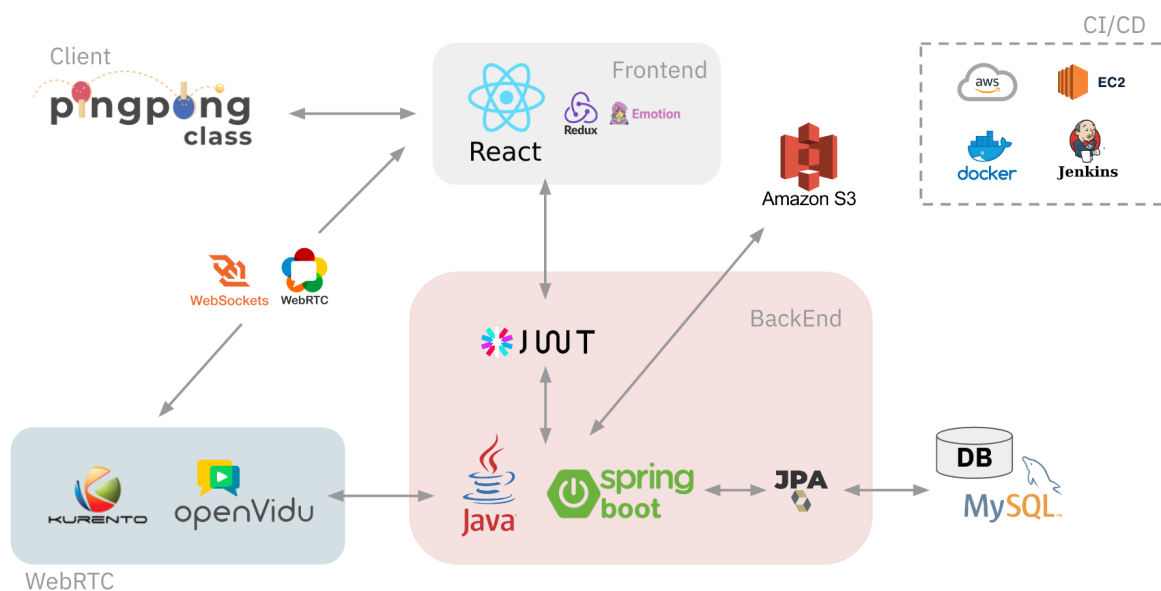 CI/CD
Client
pingpong
class
Frontend
React
Redux
Emotion
aws
EC2
docker
Jenkins
Amazon S3
WebSockets
WebRTC
BackEnd
JWT
KURENTO
openVidu
Java
spring
boot
JPA
DB
MySQL
WebRTC